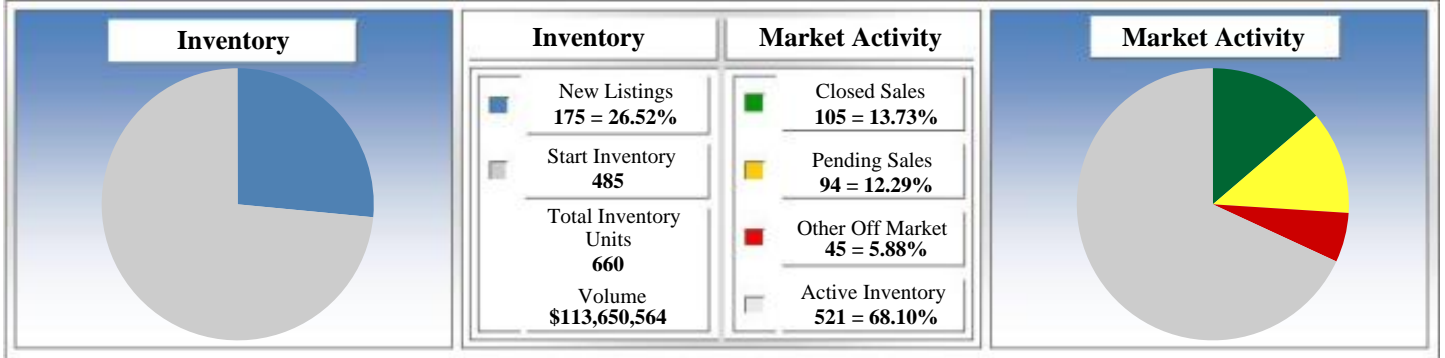 Inventory
Inventory
Market Activity
Market Activity
New Listings
175 = 26.52%
Start Inventory
485
Total Inventory
Units
660
Volume
$113,650,564
Closed Sales
105 = 13.73%
Pending Sales
94 = 12.29%
Other Off Market
45 = 5.88%
Active Inventory
521 = 68.10%